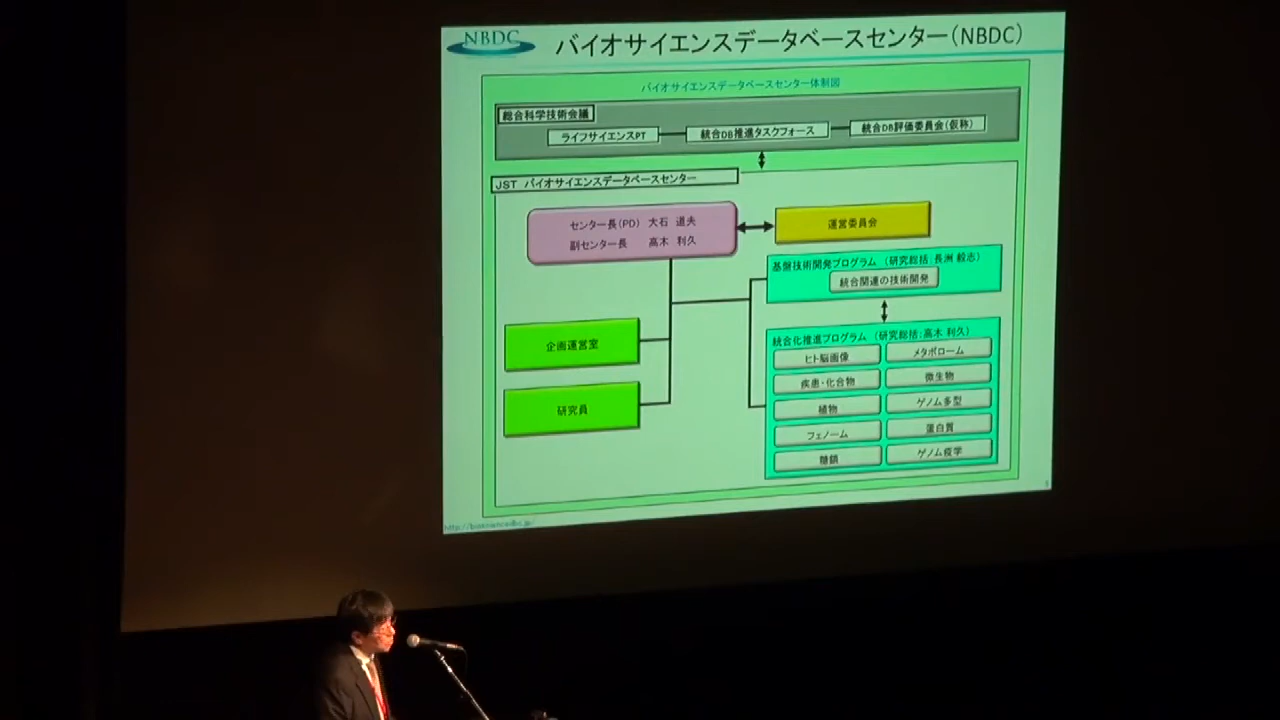 NBDC
バイオサイエンスデータベースセンター(NBDC)
バイオサイエンスデータベースセンター体制図
総合科学技術会議
ライフサイエンスPT
統合DB推進タスクフォース
統合DB評価委員会(仮称)
JST バイオサイエンスデータベースセンター
センター長(PD) 大石 道夫
副センター長 高木 利久
運営委員会
基盤技術開発プログラム (研究総括:長洲 毅志)
統合関連の技術開発
企画運営室
研究員
統合化推進プログラム (研究総括:高木 利久)
ヒト脳画像
メタボローム
疾患・化合物
微生物
植物
ゲノム多型
フェノーム
蛋白質
糖鎖
ゲノム疫学